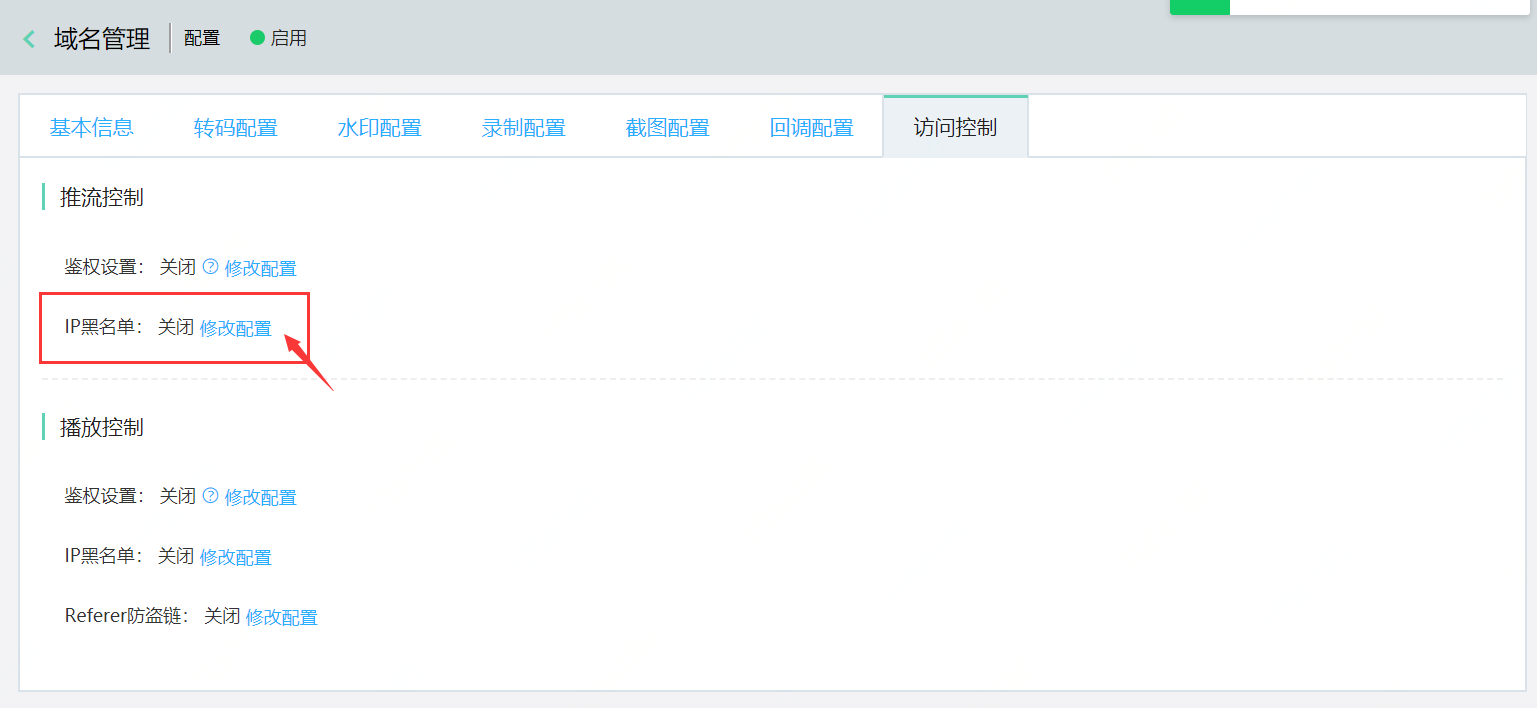 域名管理 配置 启用
基本信息 转码配置 水印配置 录制配置 截图配置 回调配置 访问控制
推流控制
鉴权设置： 关闭 ? 修改配置
IP黑名单： 关闭 修改配置
播放控制
鉴权设置： 关闭 ? 修改配置
IP黑名单： 关闭 修改配置
Referer防盗链： 关闭 修改配置